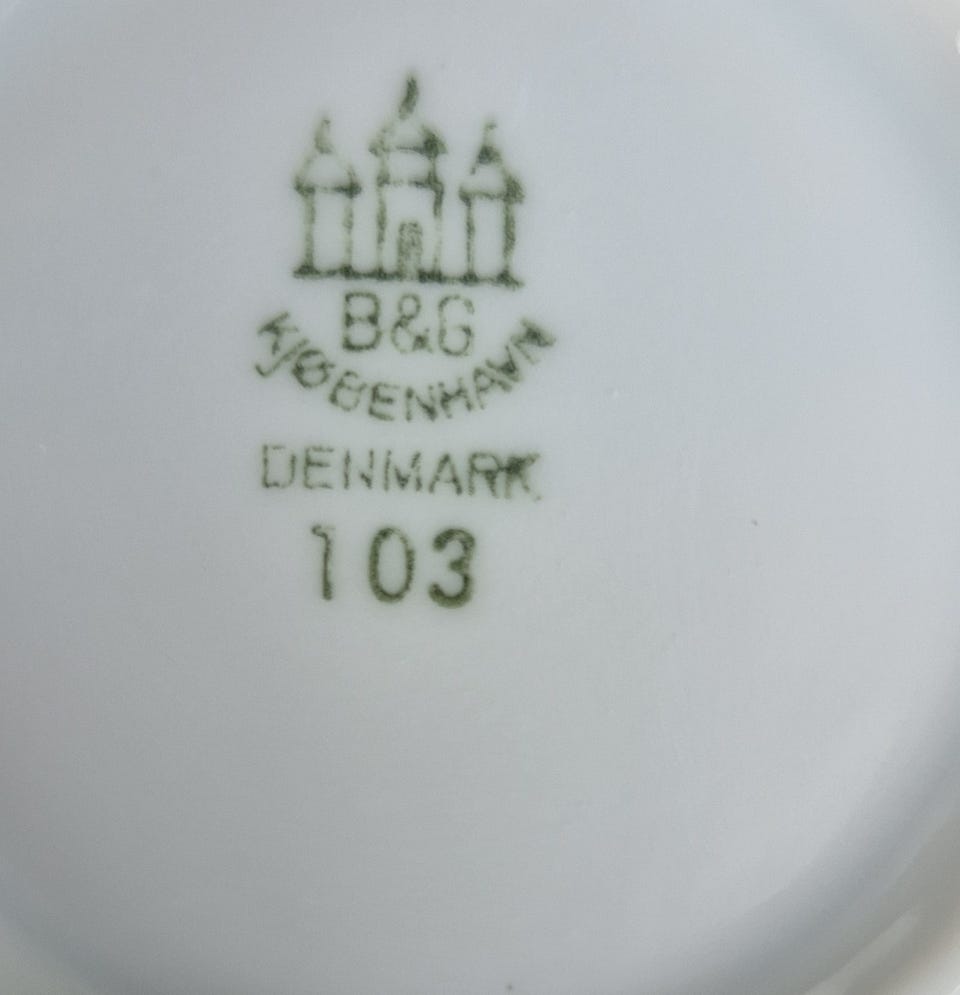 B&G
KJØBENHAVN
DENMARK
103